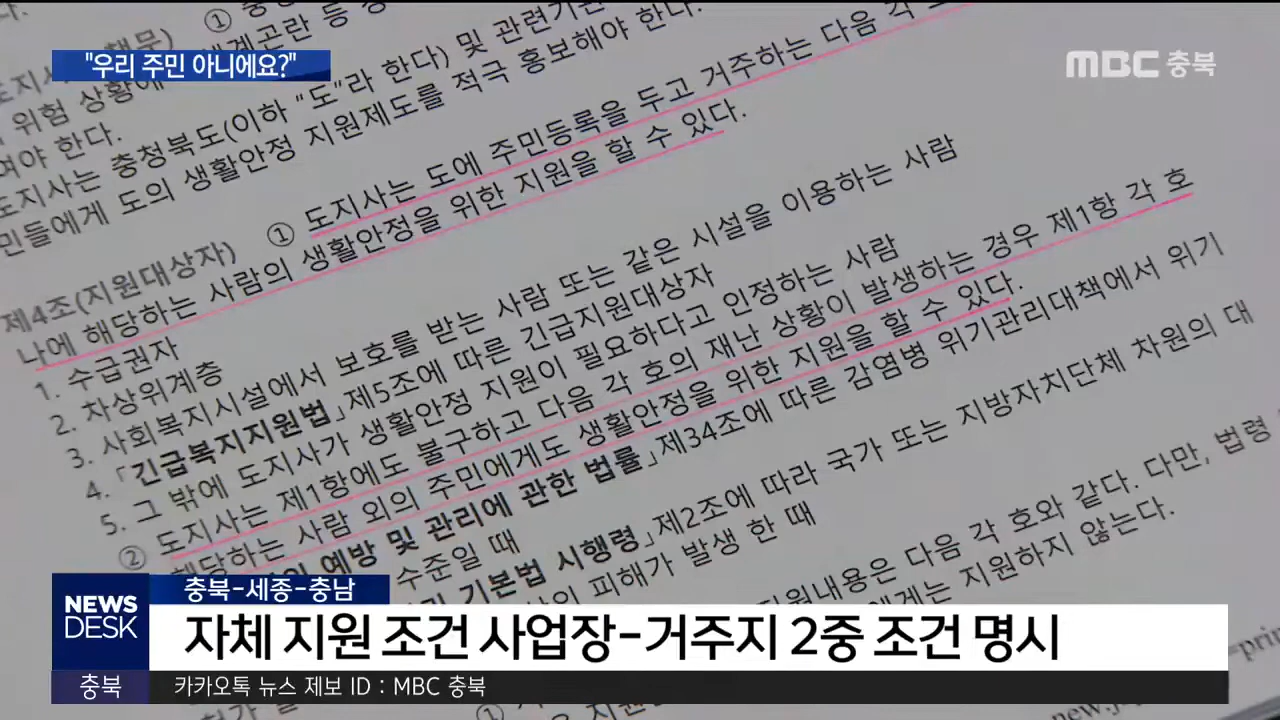 "우리 주민 아니에요?"
MBC 충북
여야 한다.
도지사는 충청북도(이하 "도"라 한다) 및 관련기관
민들에게 도의 생활안정 지원제도를 적극 홍보해야 한다.
제4조(지원대상자) ① 도지사는 도에 주민등록을 두고 거주하는 다음 각
나에 해당하는 사람의 생활안정을 위한 지원을 할 수 있다.
1. 수급권자
2. 차상위계층
3. 사회복지시설에서 보호를 받는 사람 또는 같은 시설을 이용하는 사람
4. 「긴급복지지원법」제5조에 따른 긴급지원대상자
5. 그 밖에 도지사가 생활안정 지원이 필요하다고 인정하는 사람
② 도지사는 제1항에도 불구하고 다음 각 호의 재난 상황이 발생하는 경우 제1항 각 호
해당하는 사람 외의 주민에게도 생활안정을 위한 지원을 할 수 있다.
예방 및 관리에 관한 법률」제34조에 따른 감염병 위기관리대책에서 위기
수준일 때
기본법 시행령」제2조에 따라 국가 또는 지방자치단체 차원의 대
피해가 발생 한 때
지원내용은 다음 각 호와 같다. 다만, 법령
에게는 지원하지 않는다.
NEWS
DESK
충북
충북-세종-충남
자체 지원 조건 사업장-거주지 2중 조건 명시
카카오톡 뉴스 제보 ID : MBC 충북